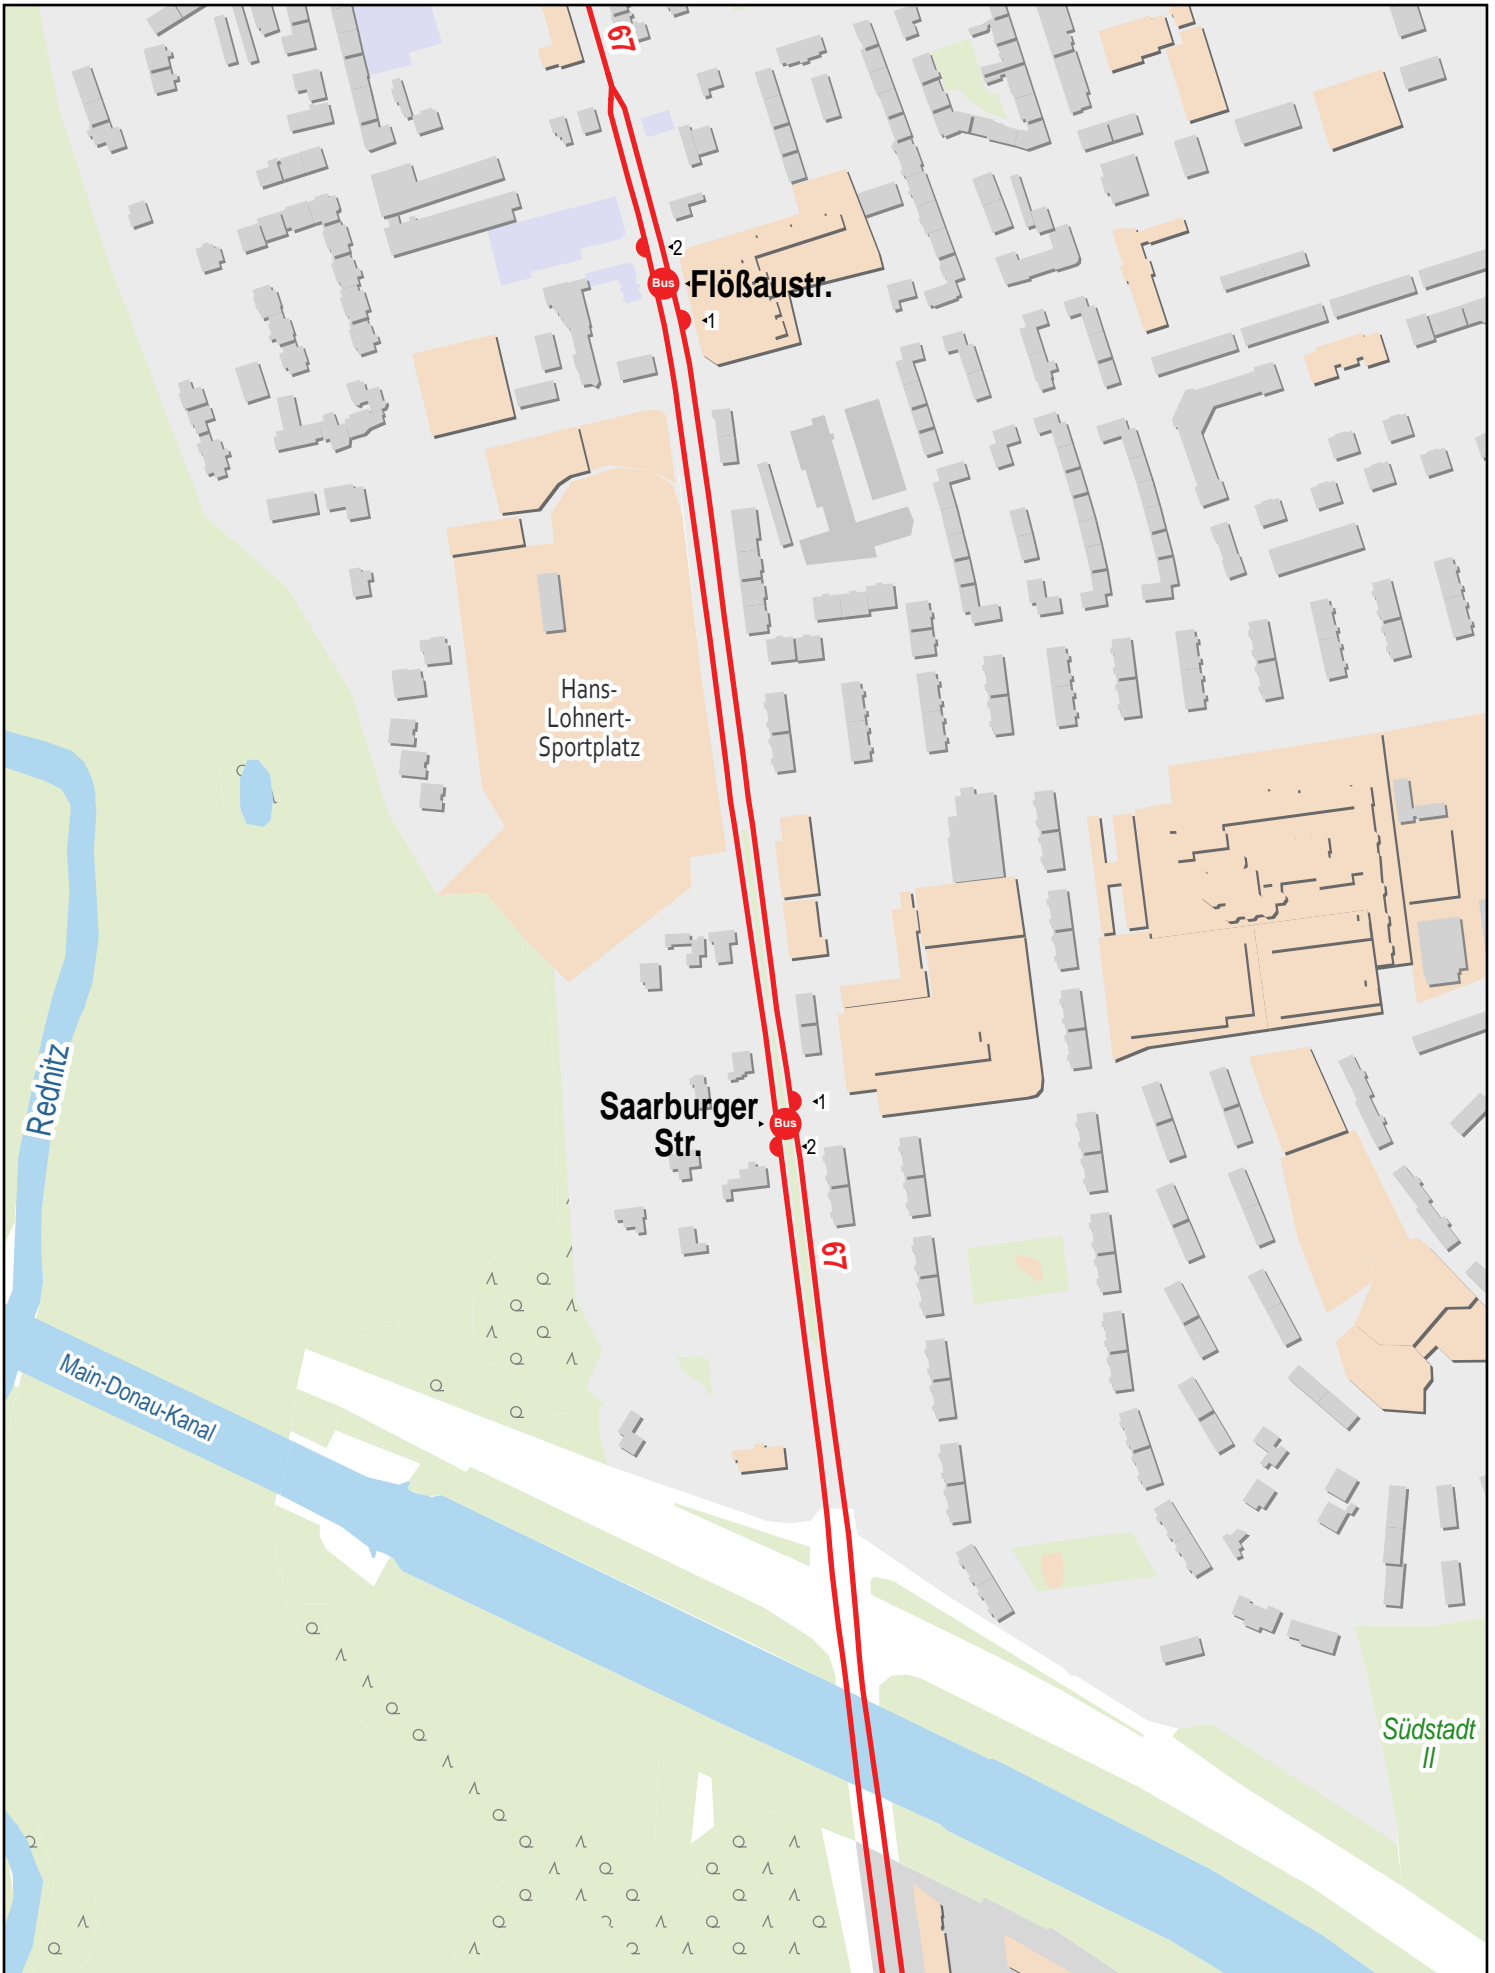 67
2
Bus
Flößaustr.
1
Hans-
Lohnert-
Sportplatz
Rednitz
Saarburger
Str.
1
Bus
2
67
Main-Donau-Kanal
Südstadt
II